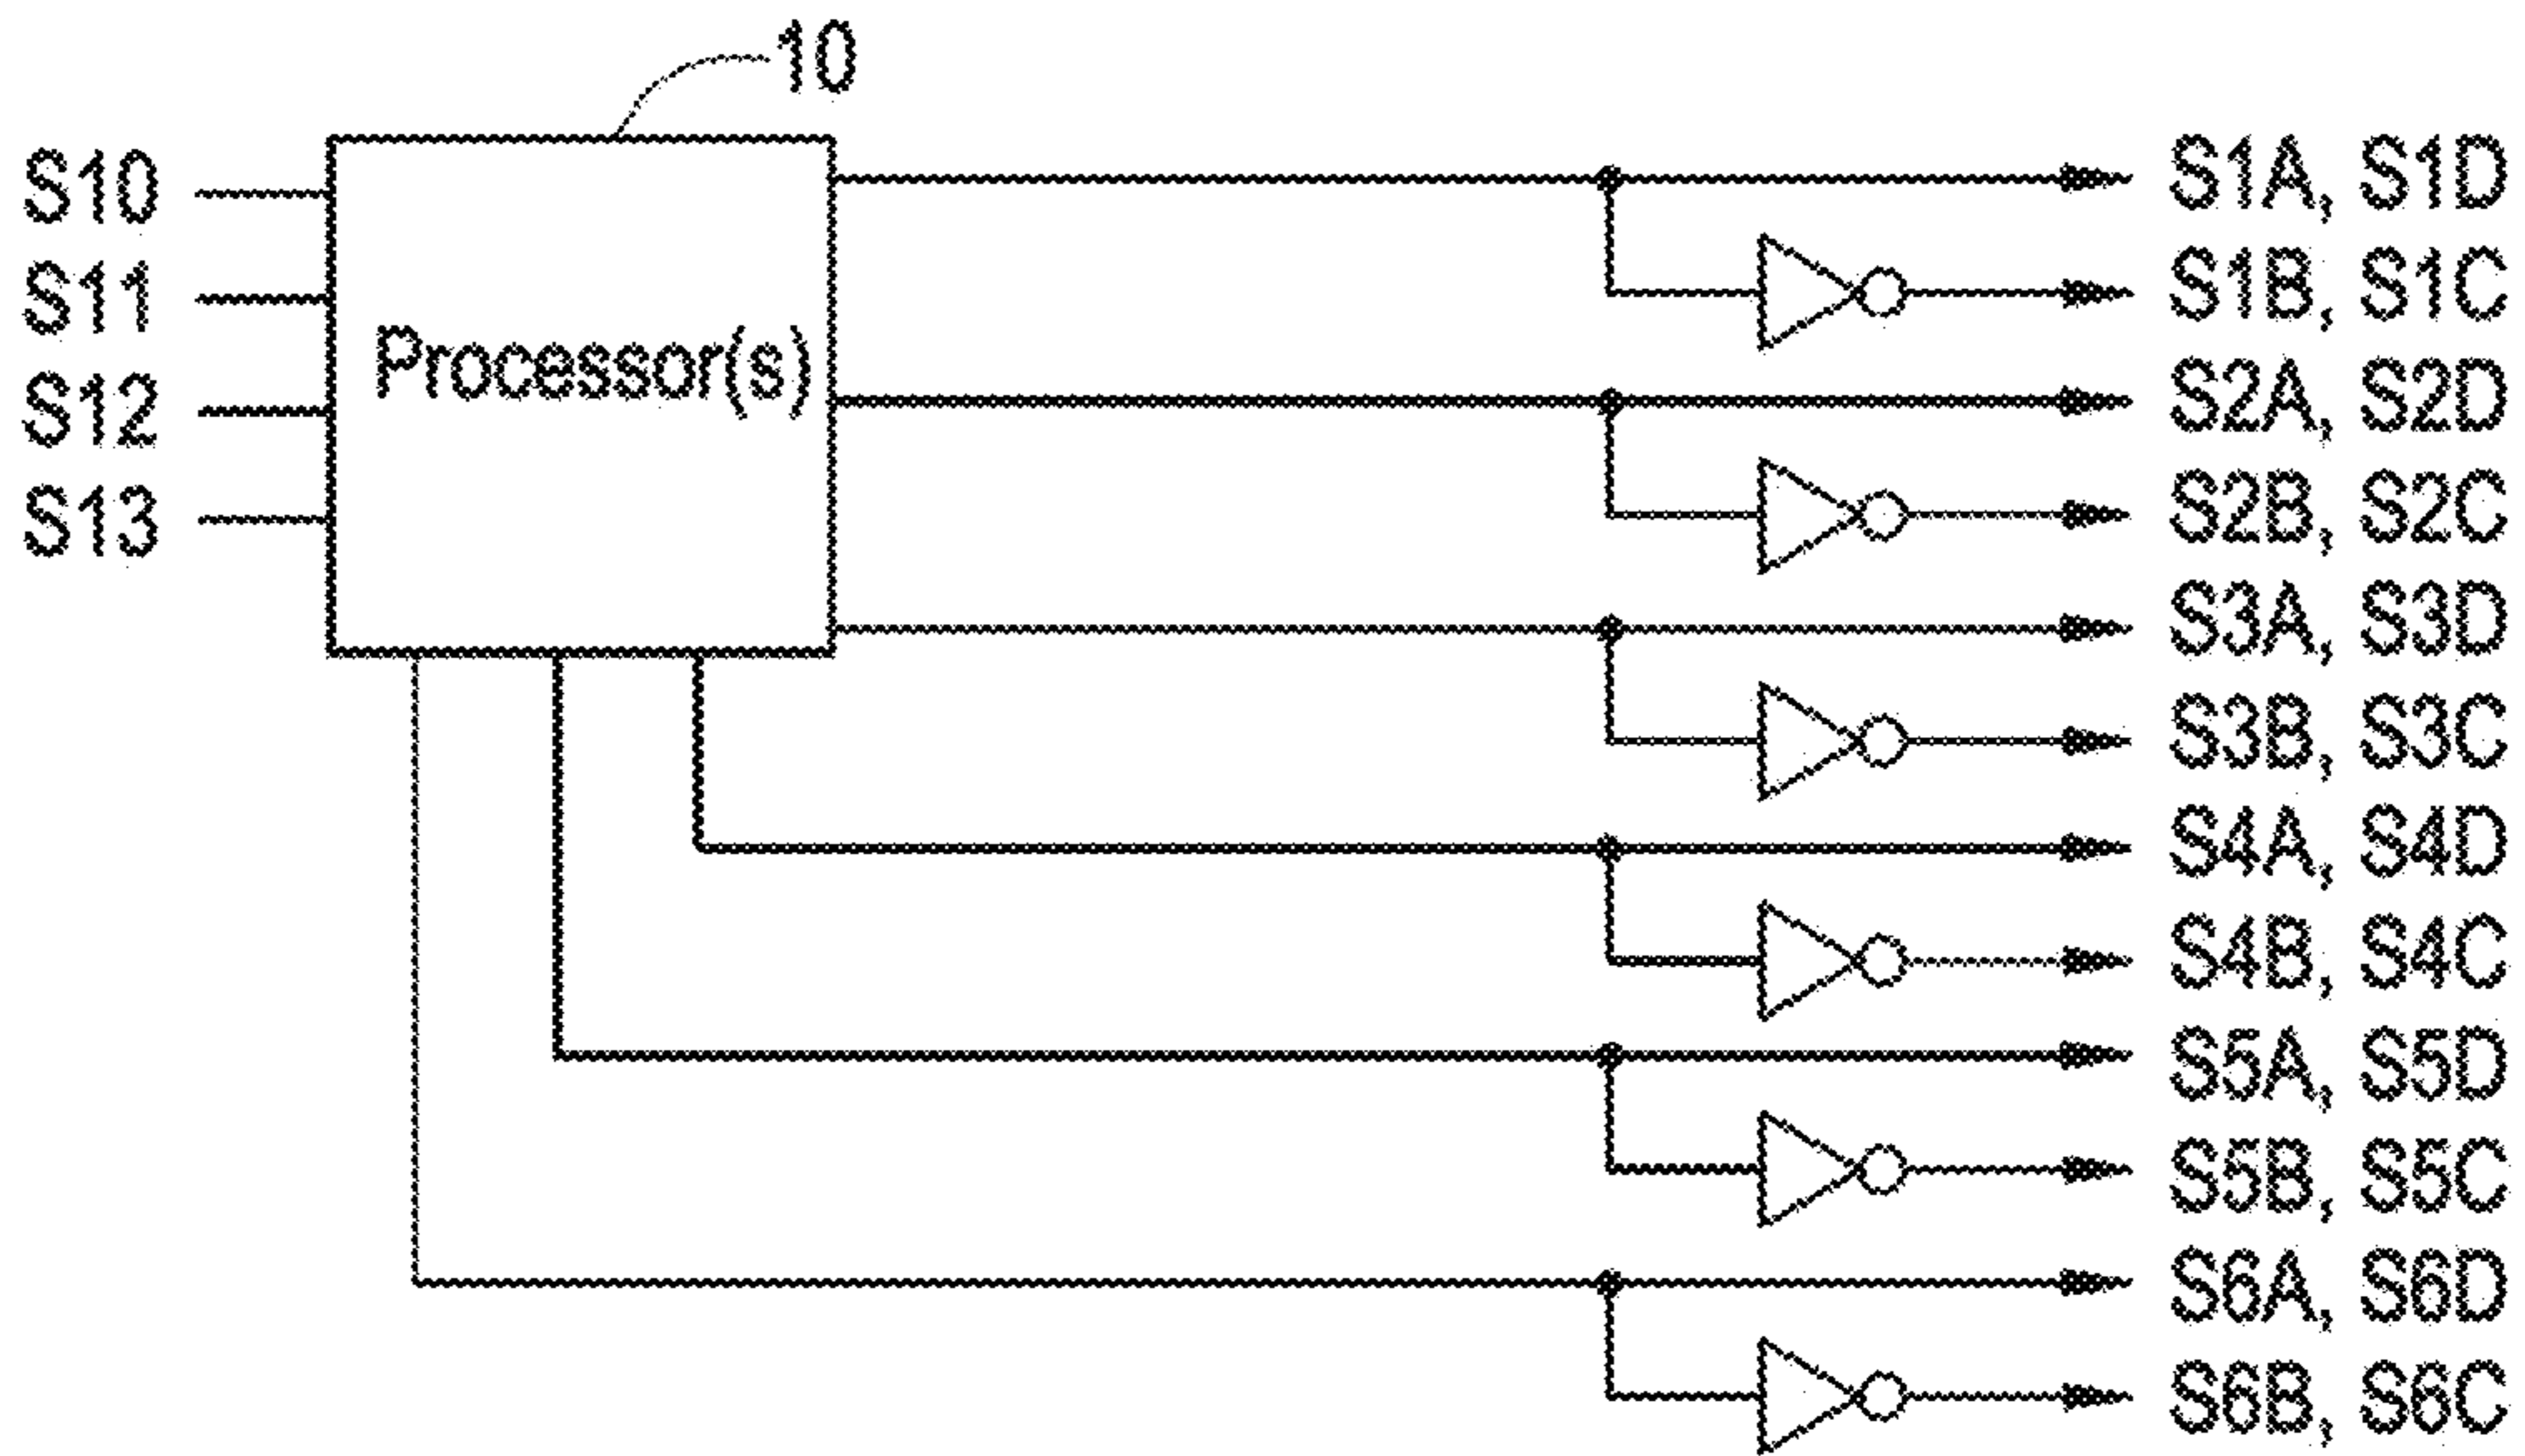 10
S10
S11
S12
S13
Processor(s)
S1A, S1D
S1B, S1C
S2A, S2D
S2B, S2C
S3A, S3D
S3B, S3C
S4A, S4D
S4B, S4C
S5A, S5D
S5B, S5C
S6A, S6D
S6B, S6C